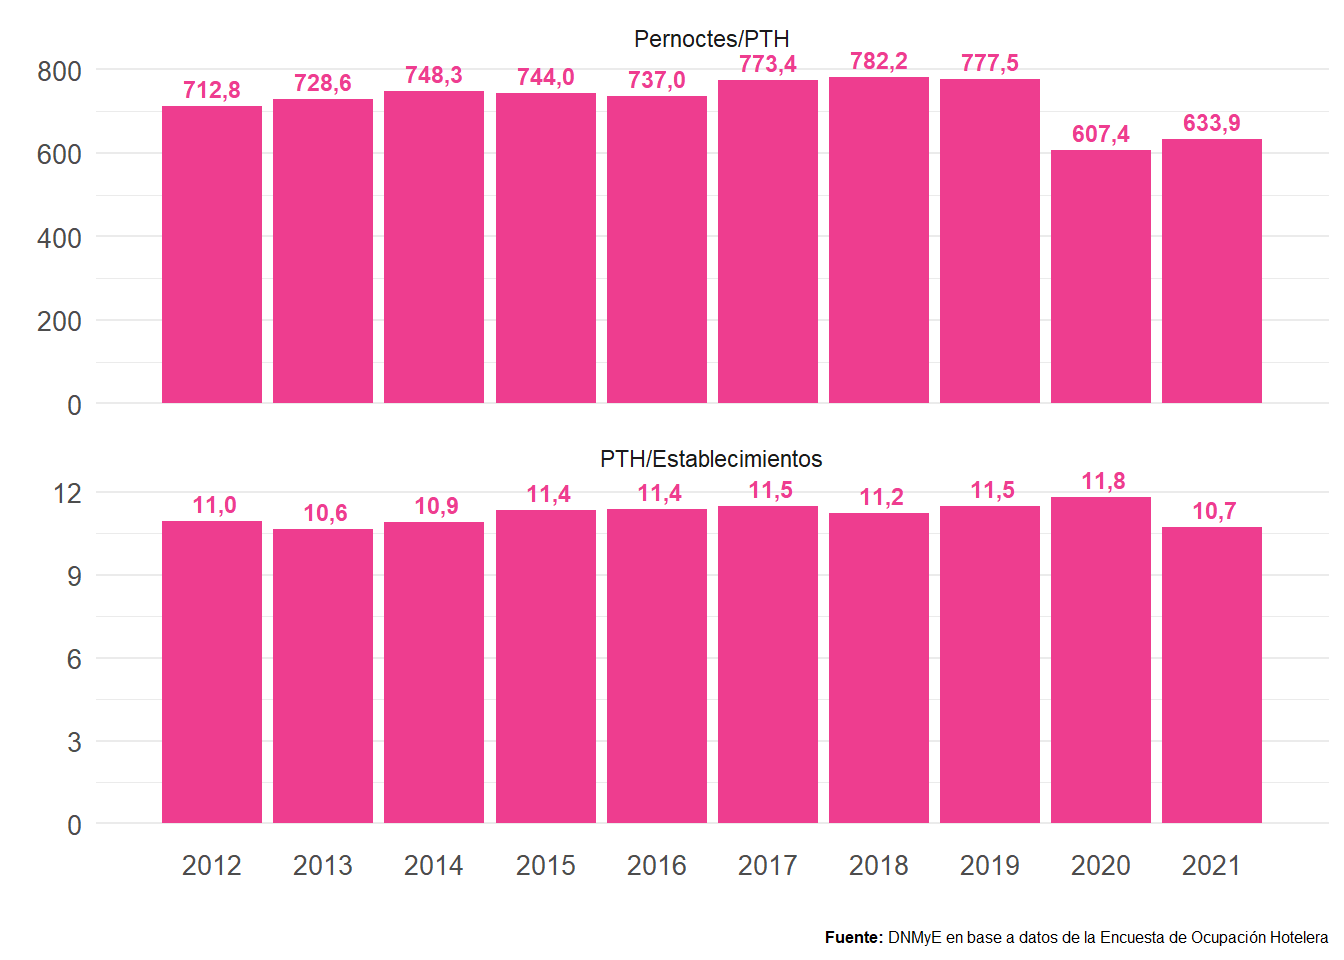 Pernoctes/PTH
800
600
400
200
0
712,8 728,6 748,3 744,0 737,0 773,4 782,2 777,5 607,4 633,9
PTH/Establecimientos
12
9
6
3
0
11,0 10,6 10,9 11,4 11,4 11,5 11,2 11,5 11,8 10,7
2012 2013 2014 2015 2016 2017 2018 2019 2020 2021
Fuente: DNMyE en base a datos de la Encuesta de Ocupación Hotelera